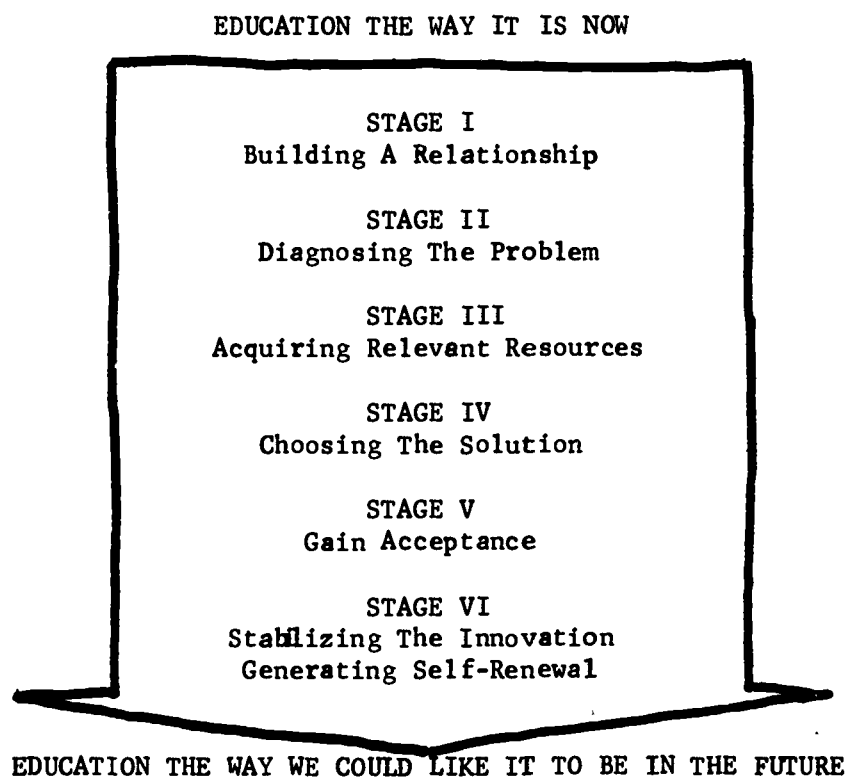 EDUCATION THE WAY IT IS NOW
STAGE I
Building A Relationship
STAGE II
Diagnosing The Problem
STAGE III
Acquiring Relevant Resources
STAGE IV
Choosing The Solution
STAGE V
Gain Acceptance
STAGE VI
Stablizing The Innovation
Generating Self-Renewal
EDUCATION THE WAY WE COULD LIKE IT TO BE IN THE FUTURE